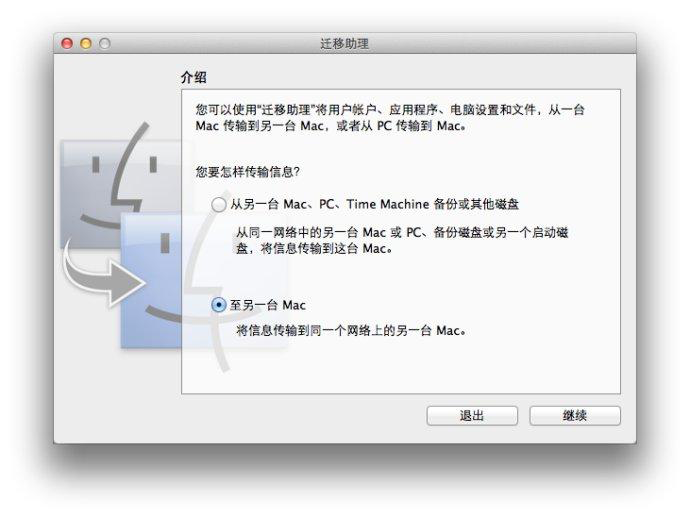 迁移助理
介绍
您可以使用“迁移助理”将用户帐户、应用程序、电脑设置和文件，从一台
Mac 传输到另一台 Mac，或者从 PC 传输到 Mac。
您要怎样传输信息?
从另一台 Mac、PC、Time Machine 备份或其他磁盘
从同一网络中的另一台 Mac 或 PC、备份磁盘或另一个启动磁
盘，将信息传输到这台 Mac。
至另一台 Mac
将信息传输到同一个网络上的另一台 Mac。
退出
继续